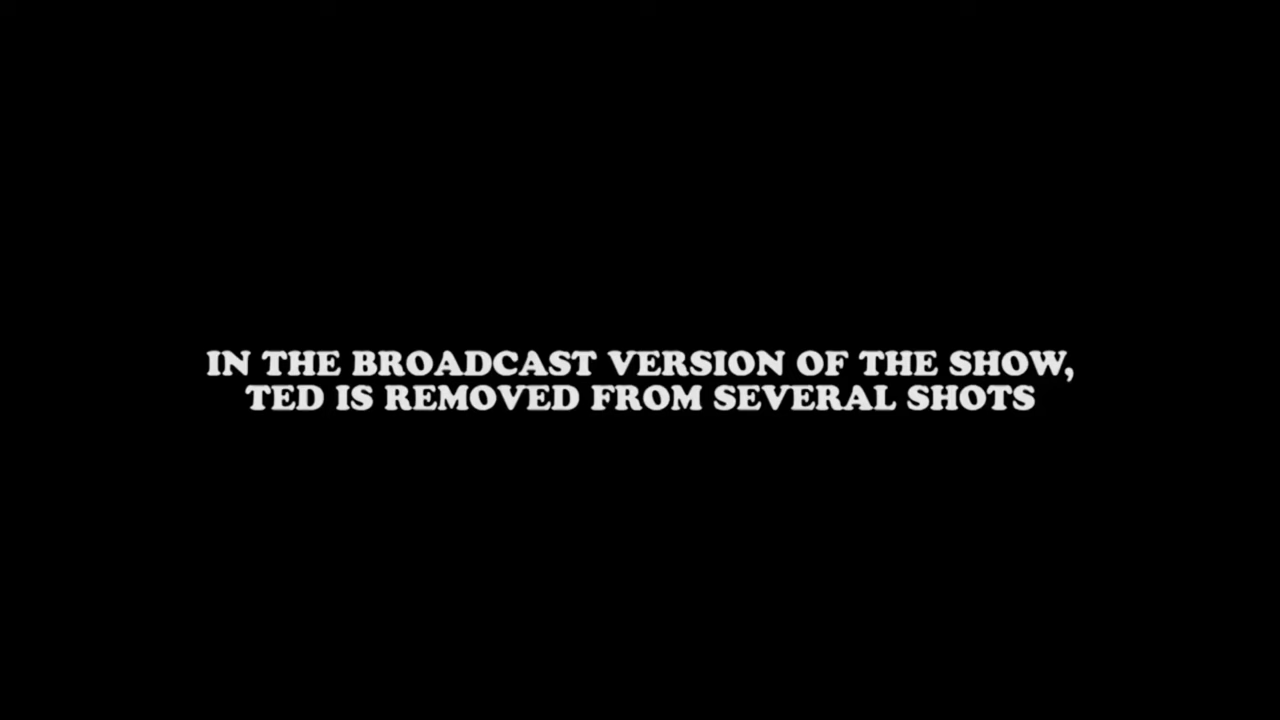 IN THE BROADCAST VERSION OF THE SHOW,
TED IS REMOVED FROM SEVERAL SHOTS